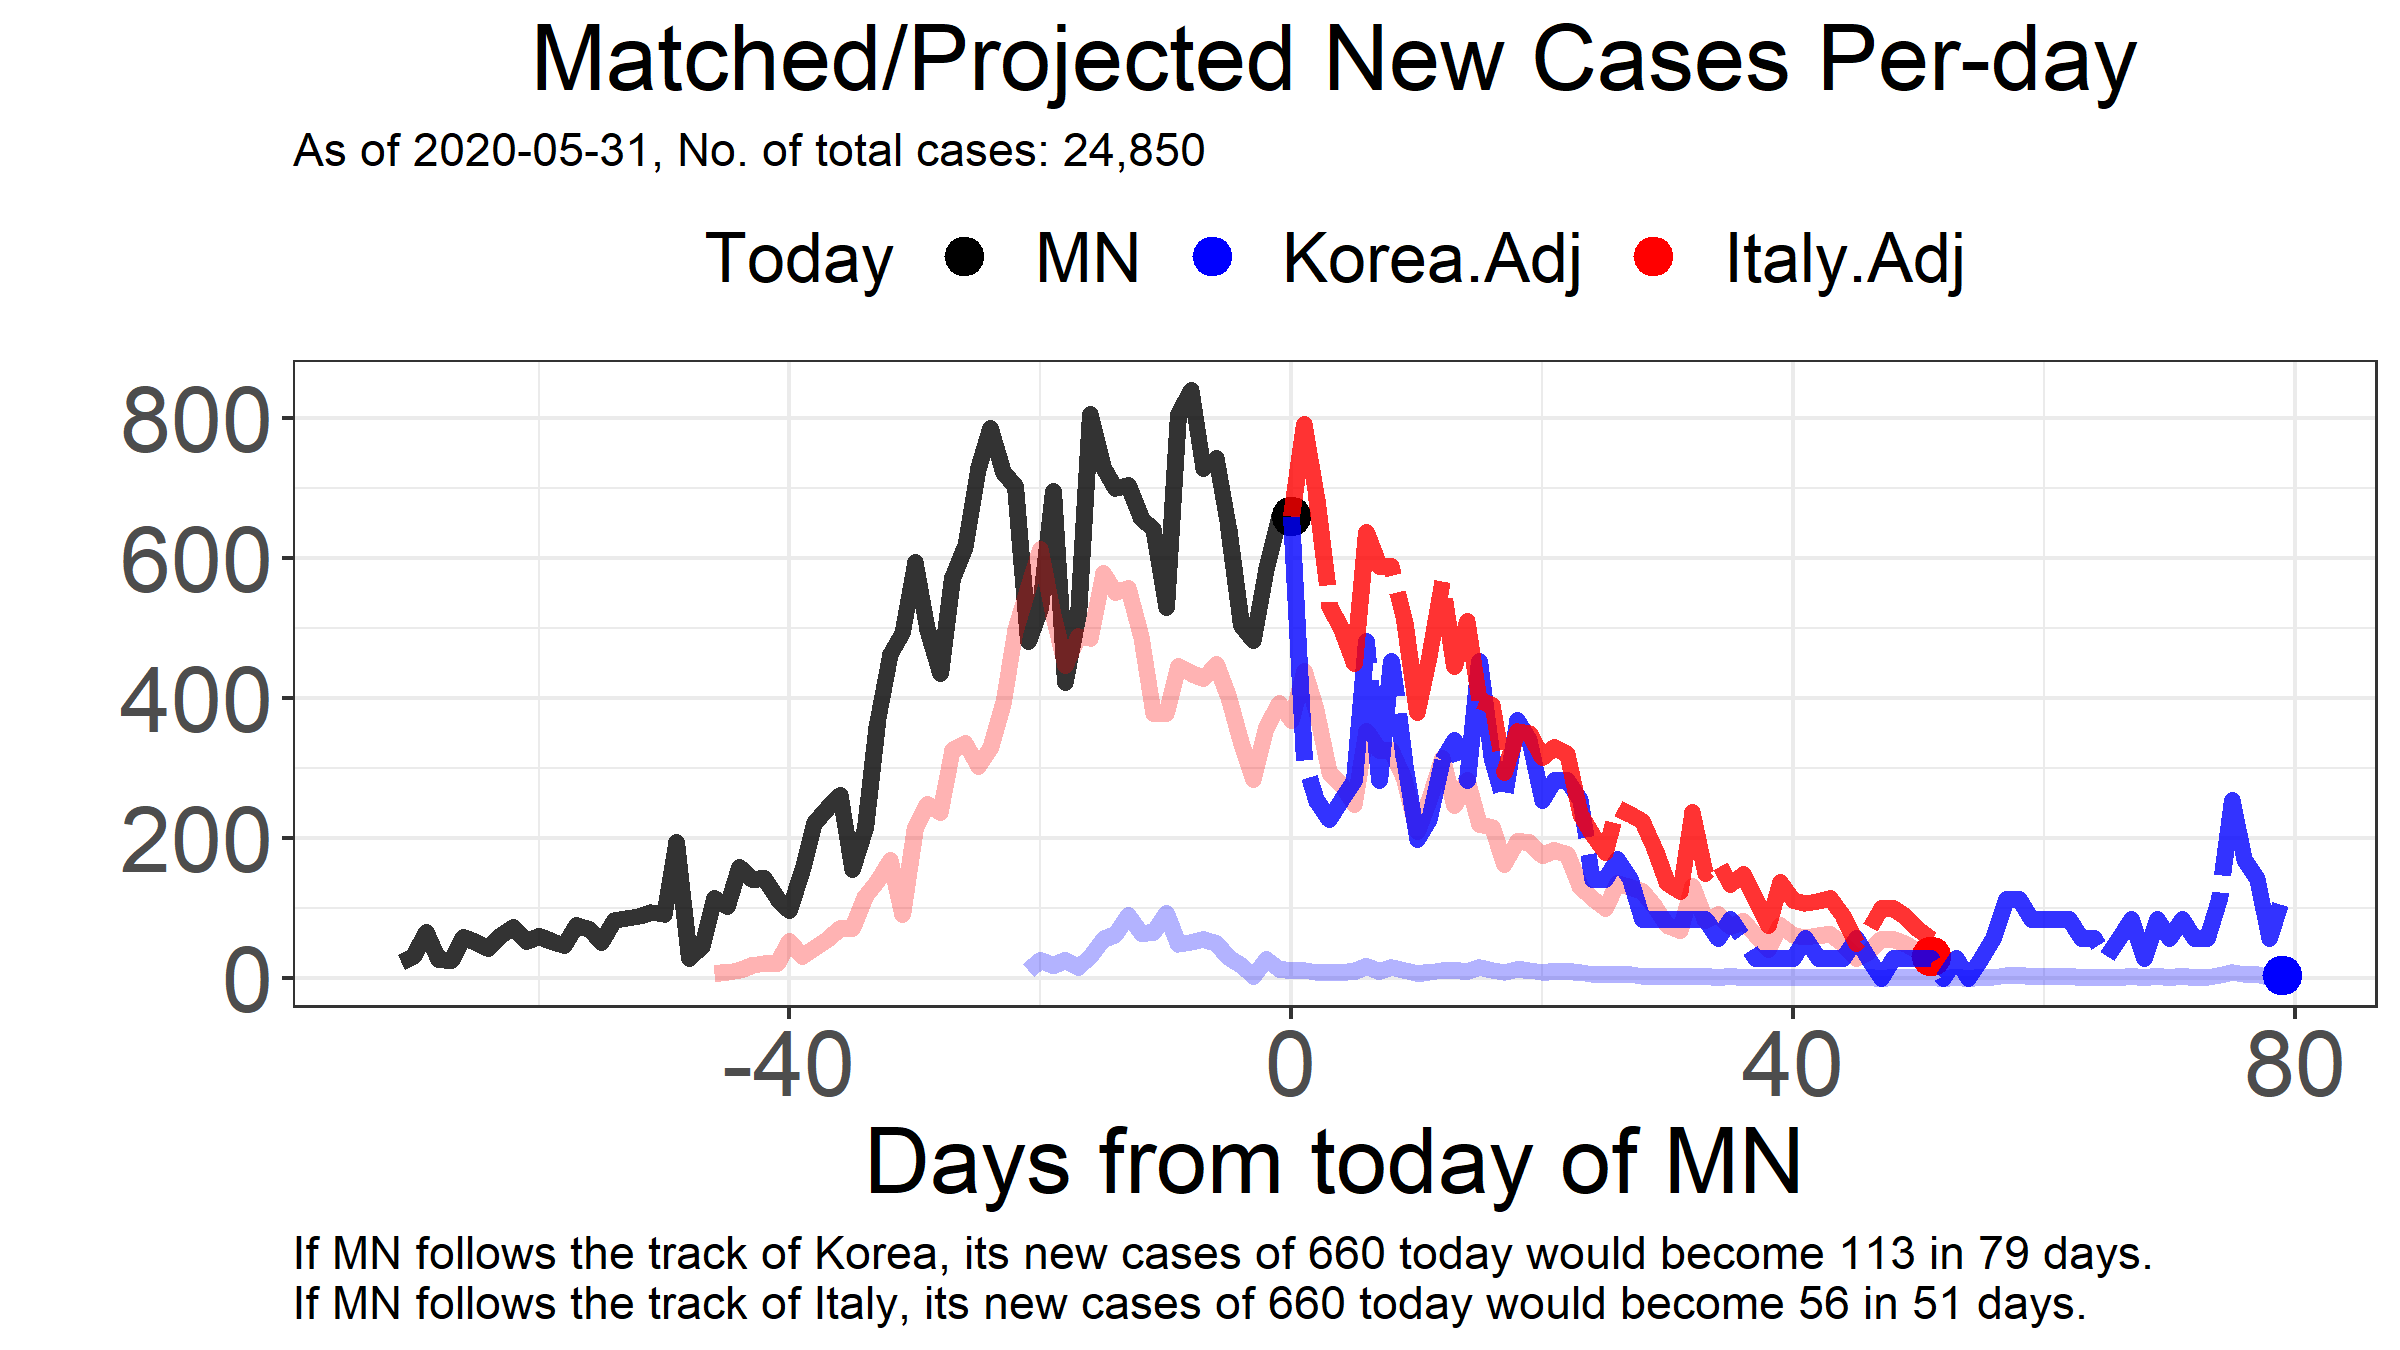 Matched/Projected New Cases Per-day
As of 2020-05-31, No. of total cases: 24,850
Today MN Korea.Adj Italy.Adj
800
600
400
200
0
-40 0 40 80
Days from today of MN
If MN follows the track of Korea, its new cases of 660 today would become 113 in 79 days.
If MN follows the track of Italy, its new cases of 660 today would become 56 in 51 days.